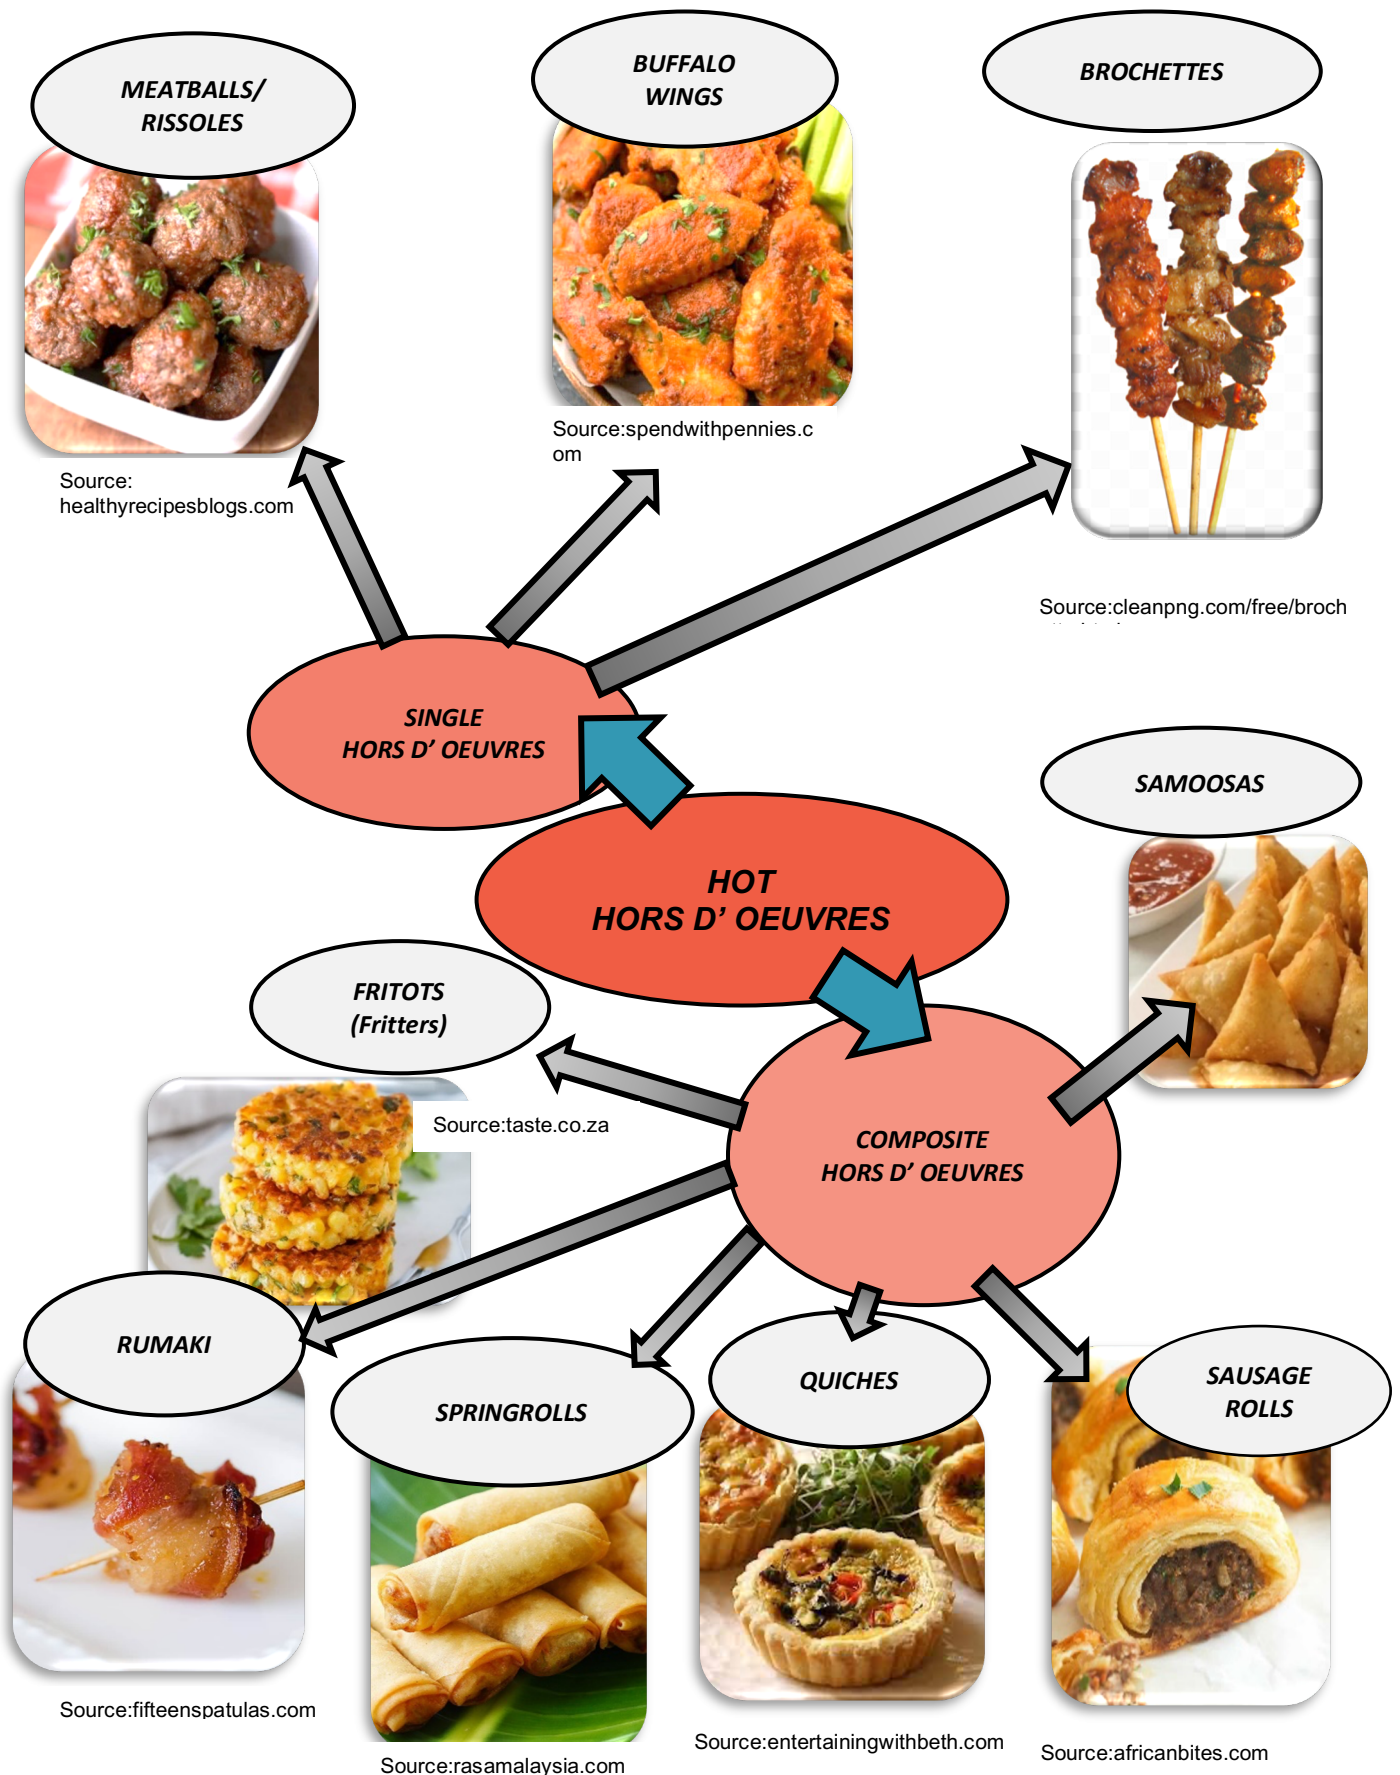 MEATBALLS/
RISSOLES
BUFFALO
WINGS
BROCHETTES
Source:
healthyrecipesblogs.com
Source:spendwithpennies.c
om
Source:cleanpng.com/free/broch
SINGLE
HORS D’ OEUVRES
SAMOOSAS
HOT
HORS D’ OEUVRES
FRITOTS
(Fritters)
Source:taste.co.za
COMPOSITE
HORS D’ OEUVRES
RUMAKI
SPRINGROLLS
QUICHES
SAUSAGE
ROLLS
Source:fifteenspatulas.com
Source:rasamalaysia.com
Source:entertainingwithbeth.com
Source:africanbites.com